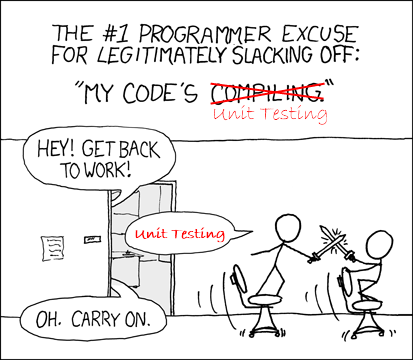 THE #1 PROGRAMMER EXCUSE
FOR LEGITIMATELY SLACKING OFF:
"MY CODE'S COMPILING."
Unit Testing
HEY! GET BACK
TO WORK!
Unit Testing
OH. CARRY ON.